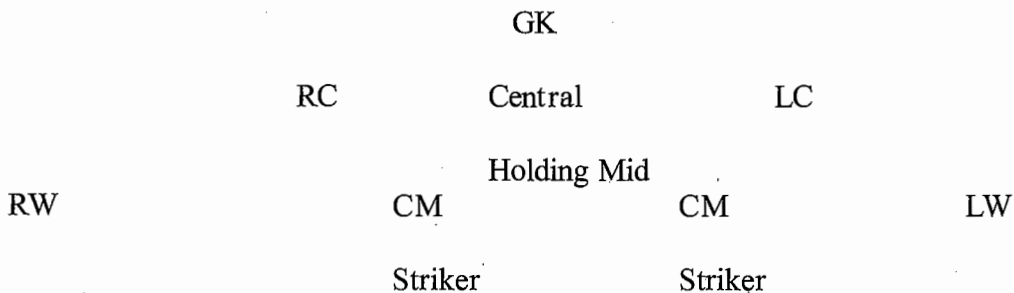 GK
RC Central LC
Holding Mid
RW CM CM LW
Striker Striker